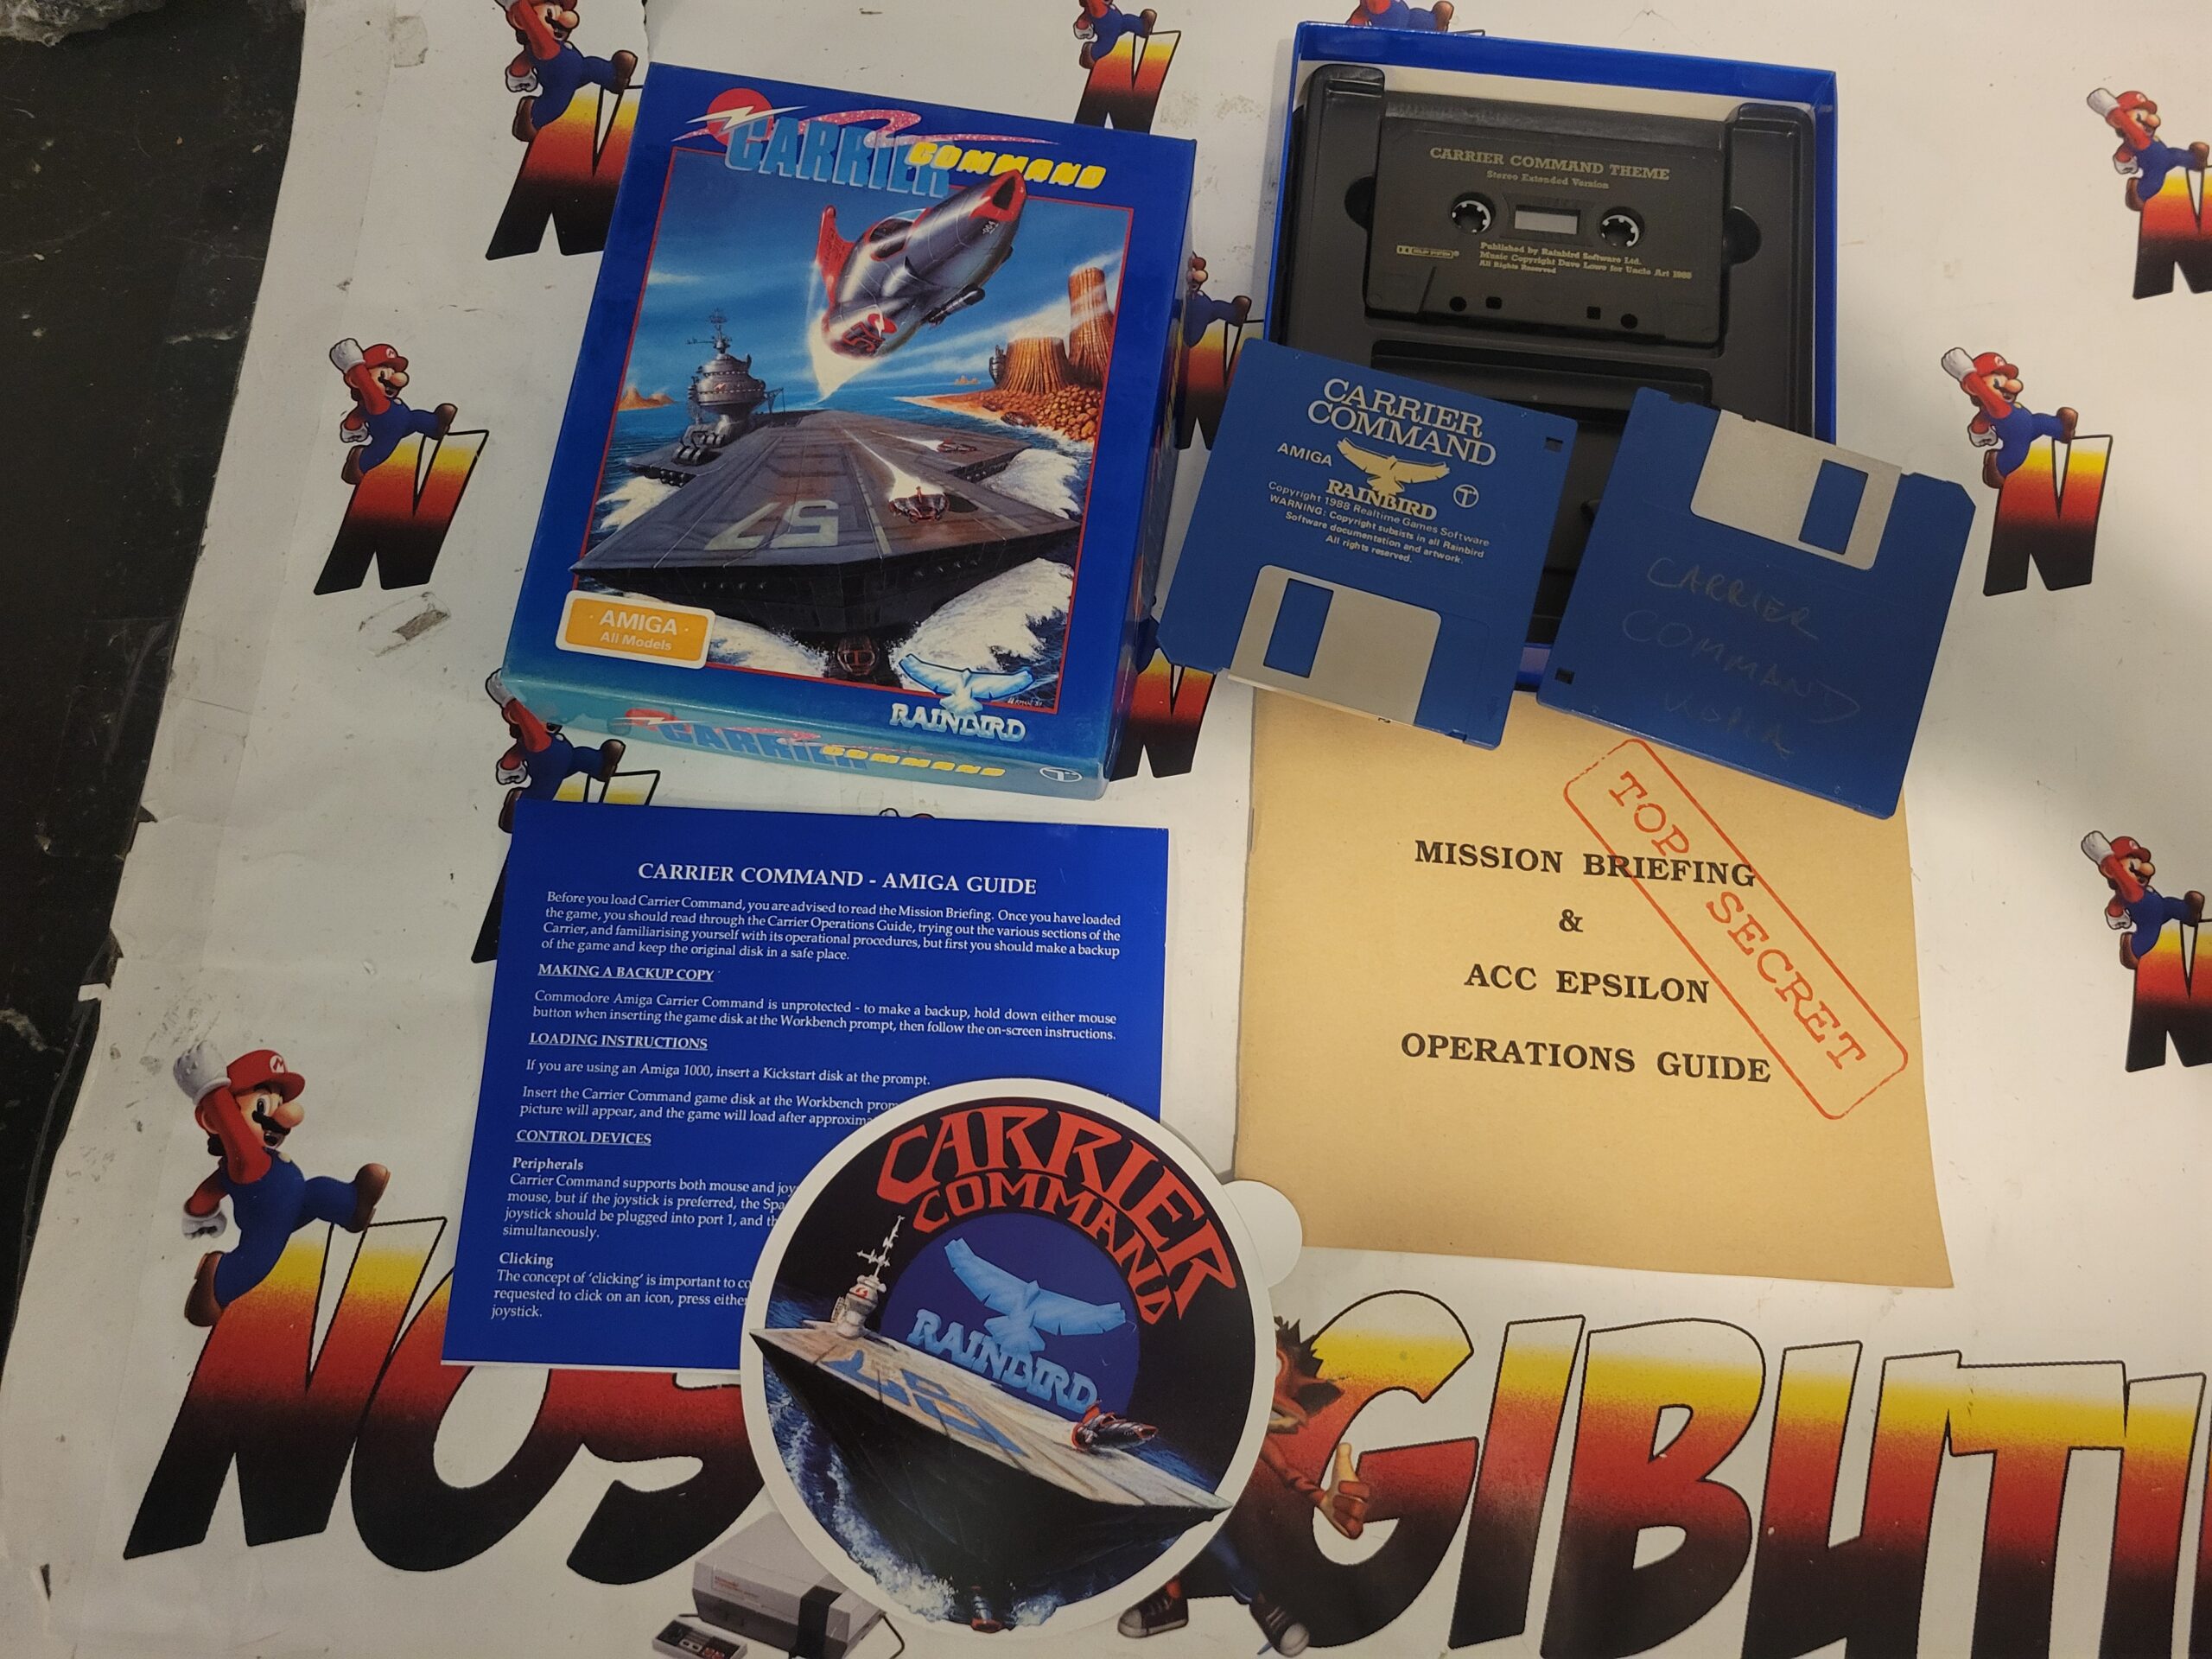 CARRIER COMMAND
57
AMIGA
All Models
RAINBIRD
CARRIER COMMAND
CARRIER COMMAND THEME
Stereo Extended Version
Published by Rainbird Software Ltd.
Music Copyright Dave Lowe for Uncle Art 1988
All Rights Reserved
CARRIER
COMMAND
AMIGA
RAINBIRD
Copyright 1988 Realtime Games Software
WARNING: Copyright subsists in all Rainbird
Software documentation and artwork.
All rights reserved.
CARRIER
COMMAND
TOP SECRET
MISSION BRIEFING
&
ACC EPSILON
OPERATIONS GUIDE
CARRIER COMMAND - AMIGA GUIDE
Before you load Carrier Command, you are advised to read the Mission Briefing. Once you have loaded
the game, you should read through the Carrier Operations Guide, trying out the various sections of the
Carrier, and familiarising yourself with its operational procedures, but first you should make a backup
of the game and keep the original disk in a safe place.
MAKING A BACKUP COPY
Commodore Amiga Carrier Command is unprotected - to make a backup, hold down either mouse
button when inserting the game disk at the Workbench prompt, then follow the on-screen instructions.
LOADING INSTRUCTIONS
If you are using an Amiga 1000, insert a Kickstart disk at the prompt.
Insert the Carrier Command game disk at the Workbench
picture will appear, and the game will load after
CONTROL DEVICES
Peripherals
Carrier Command supports both mouse and
mouse, but if the joystick is preferred, the
joystick should be plugged into port 1, and
simultaneously.
Clicking
The concept of 'clicking' is important to
requested to click on an icon, press
joystick.
CARRIER
COMMAND
RAINBIRD
57
N
N
N
N
N
N